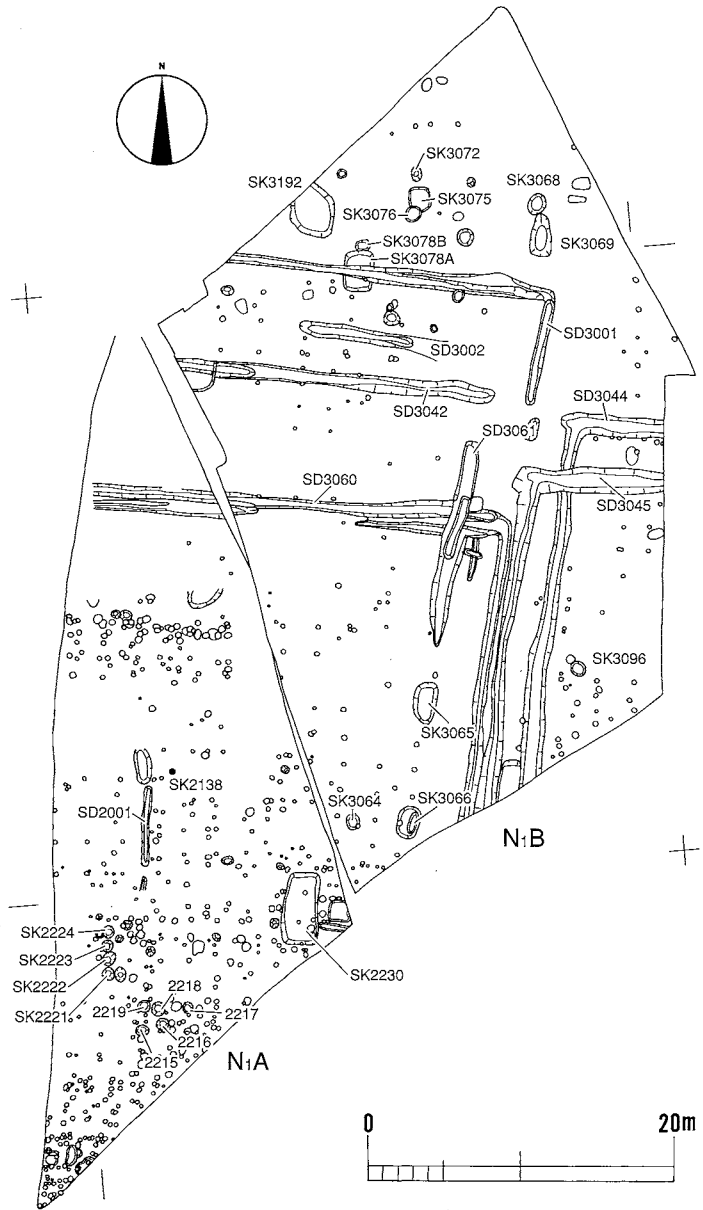 N
SK3072
SK3192
SK3075
SK3068
SK3076
SK3078B
SK3069
SK3078A
SD3001
SD3002
SD3044
SD3042
SD3061
SD3060
SD3045
SK3096
SK3065
SK2138
SD2001
SK3064
SK3066
N1B
SK2224
SK2223
SK2230
SK2222
SK2221
2218
2219
2217
2216
2215
N1A
0
20m